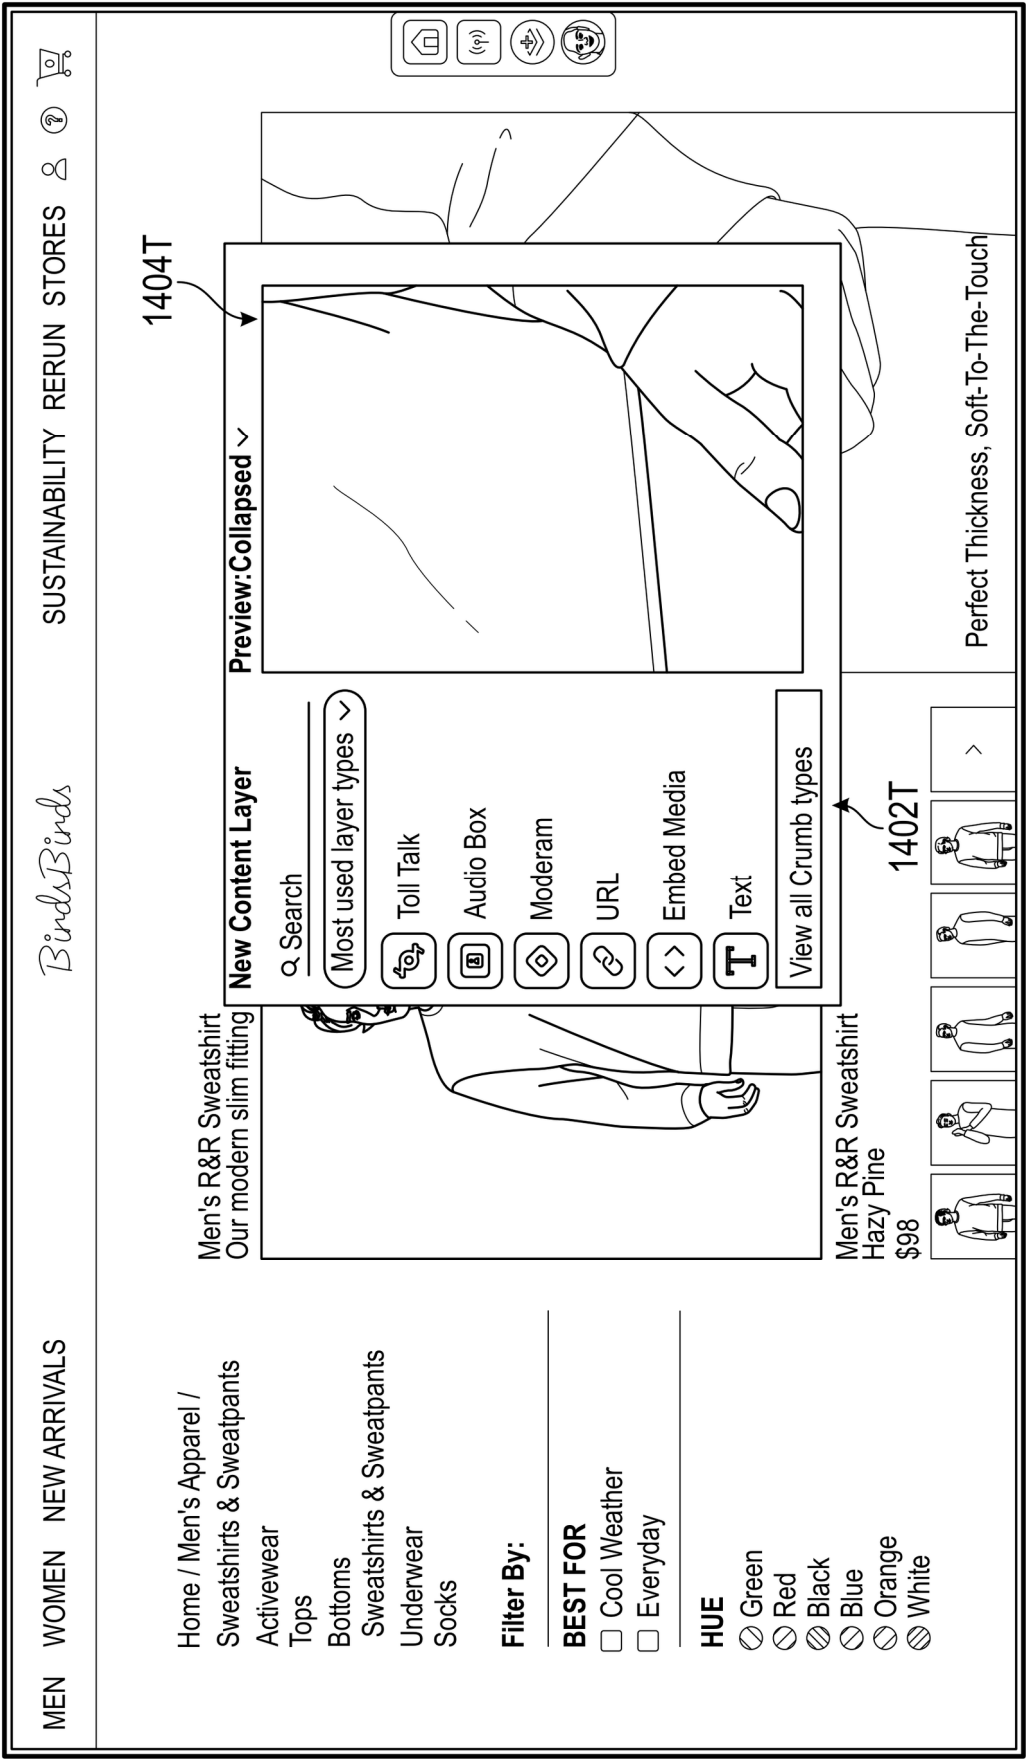 MEN WOMEN NEW ARRIVALS
BirdsBirds
SUSTAINABILITY RERUN STORES
?
Home / Men's Apparel /
Sweatshirts & Sweatpants
Activewear
Tops
Bottoms
Sweatshirts & Sweatpants
Underwear
Socks
Filter By:
BEST FOR
Cool Weather
Everyday
HUE
Green
Red
Black
Blue
Orange
White
Men's R&R Sweatshirt
Our modern slim fitting
New Content Layer
Search
Most used layer types
Toll Talk
Audio Box
Moderam
URL
Embed Media
T Text
View all Crumb types
Preview:Collapsed
1404T
1402T
Men's R&R Sweatshirt
Hazy Pine
$98
Perfect Thickness, Soft-To-The-Touch